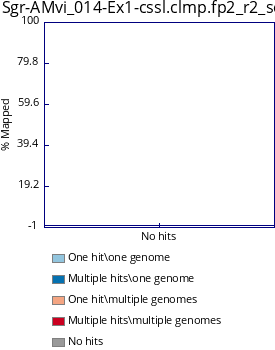 Sgr-AMvi_014-Ex1-cssl.clmp.fp2_r2_s
100
79.8
59.6
39.4
19.2
-1
% Mapped
No hits
One hit\one genome
Multiple hits\one genome
One hit\multiple genomes
Multiple hits\multiple genomes
No hits